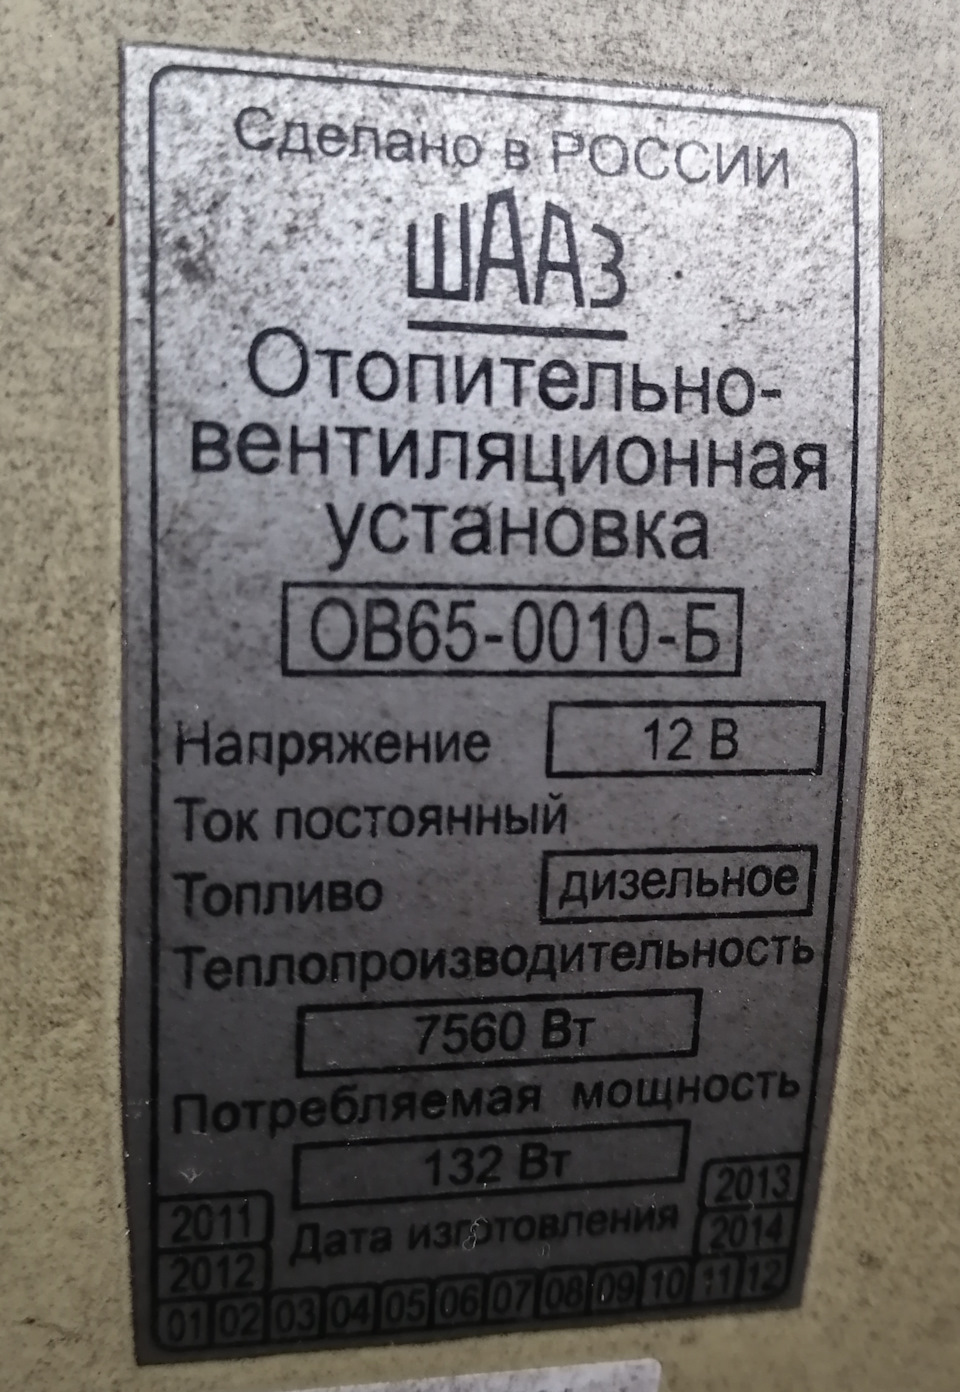 Сделано в РОССИИ
ШААЗ
Отопительно-
вентиляционная
установка
ОВ65-0010-Б
Напряжение 12 В
Ток постоянный
Топливо дизельное
Теплопроизводительность
7560 Вт
Потребляемая мощность
132 Вт
2011 Дата изготовления 2013
2012 2014
01 02 03 04 05 06 07 08 09 10 11 12